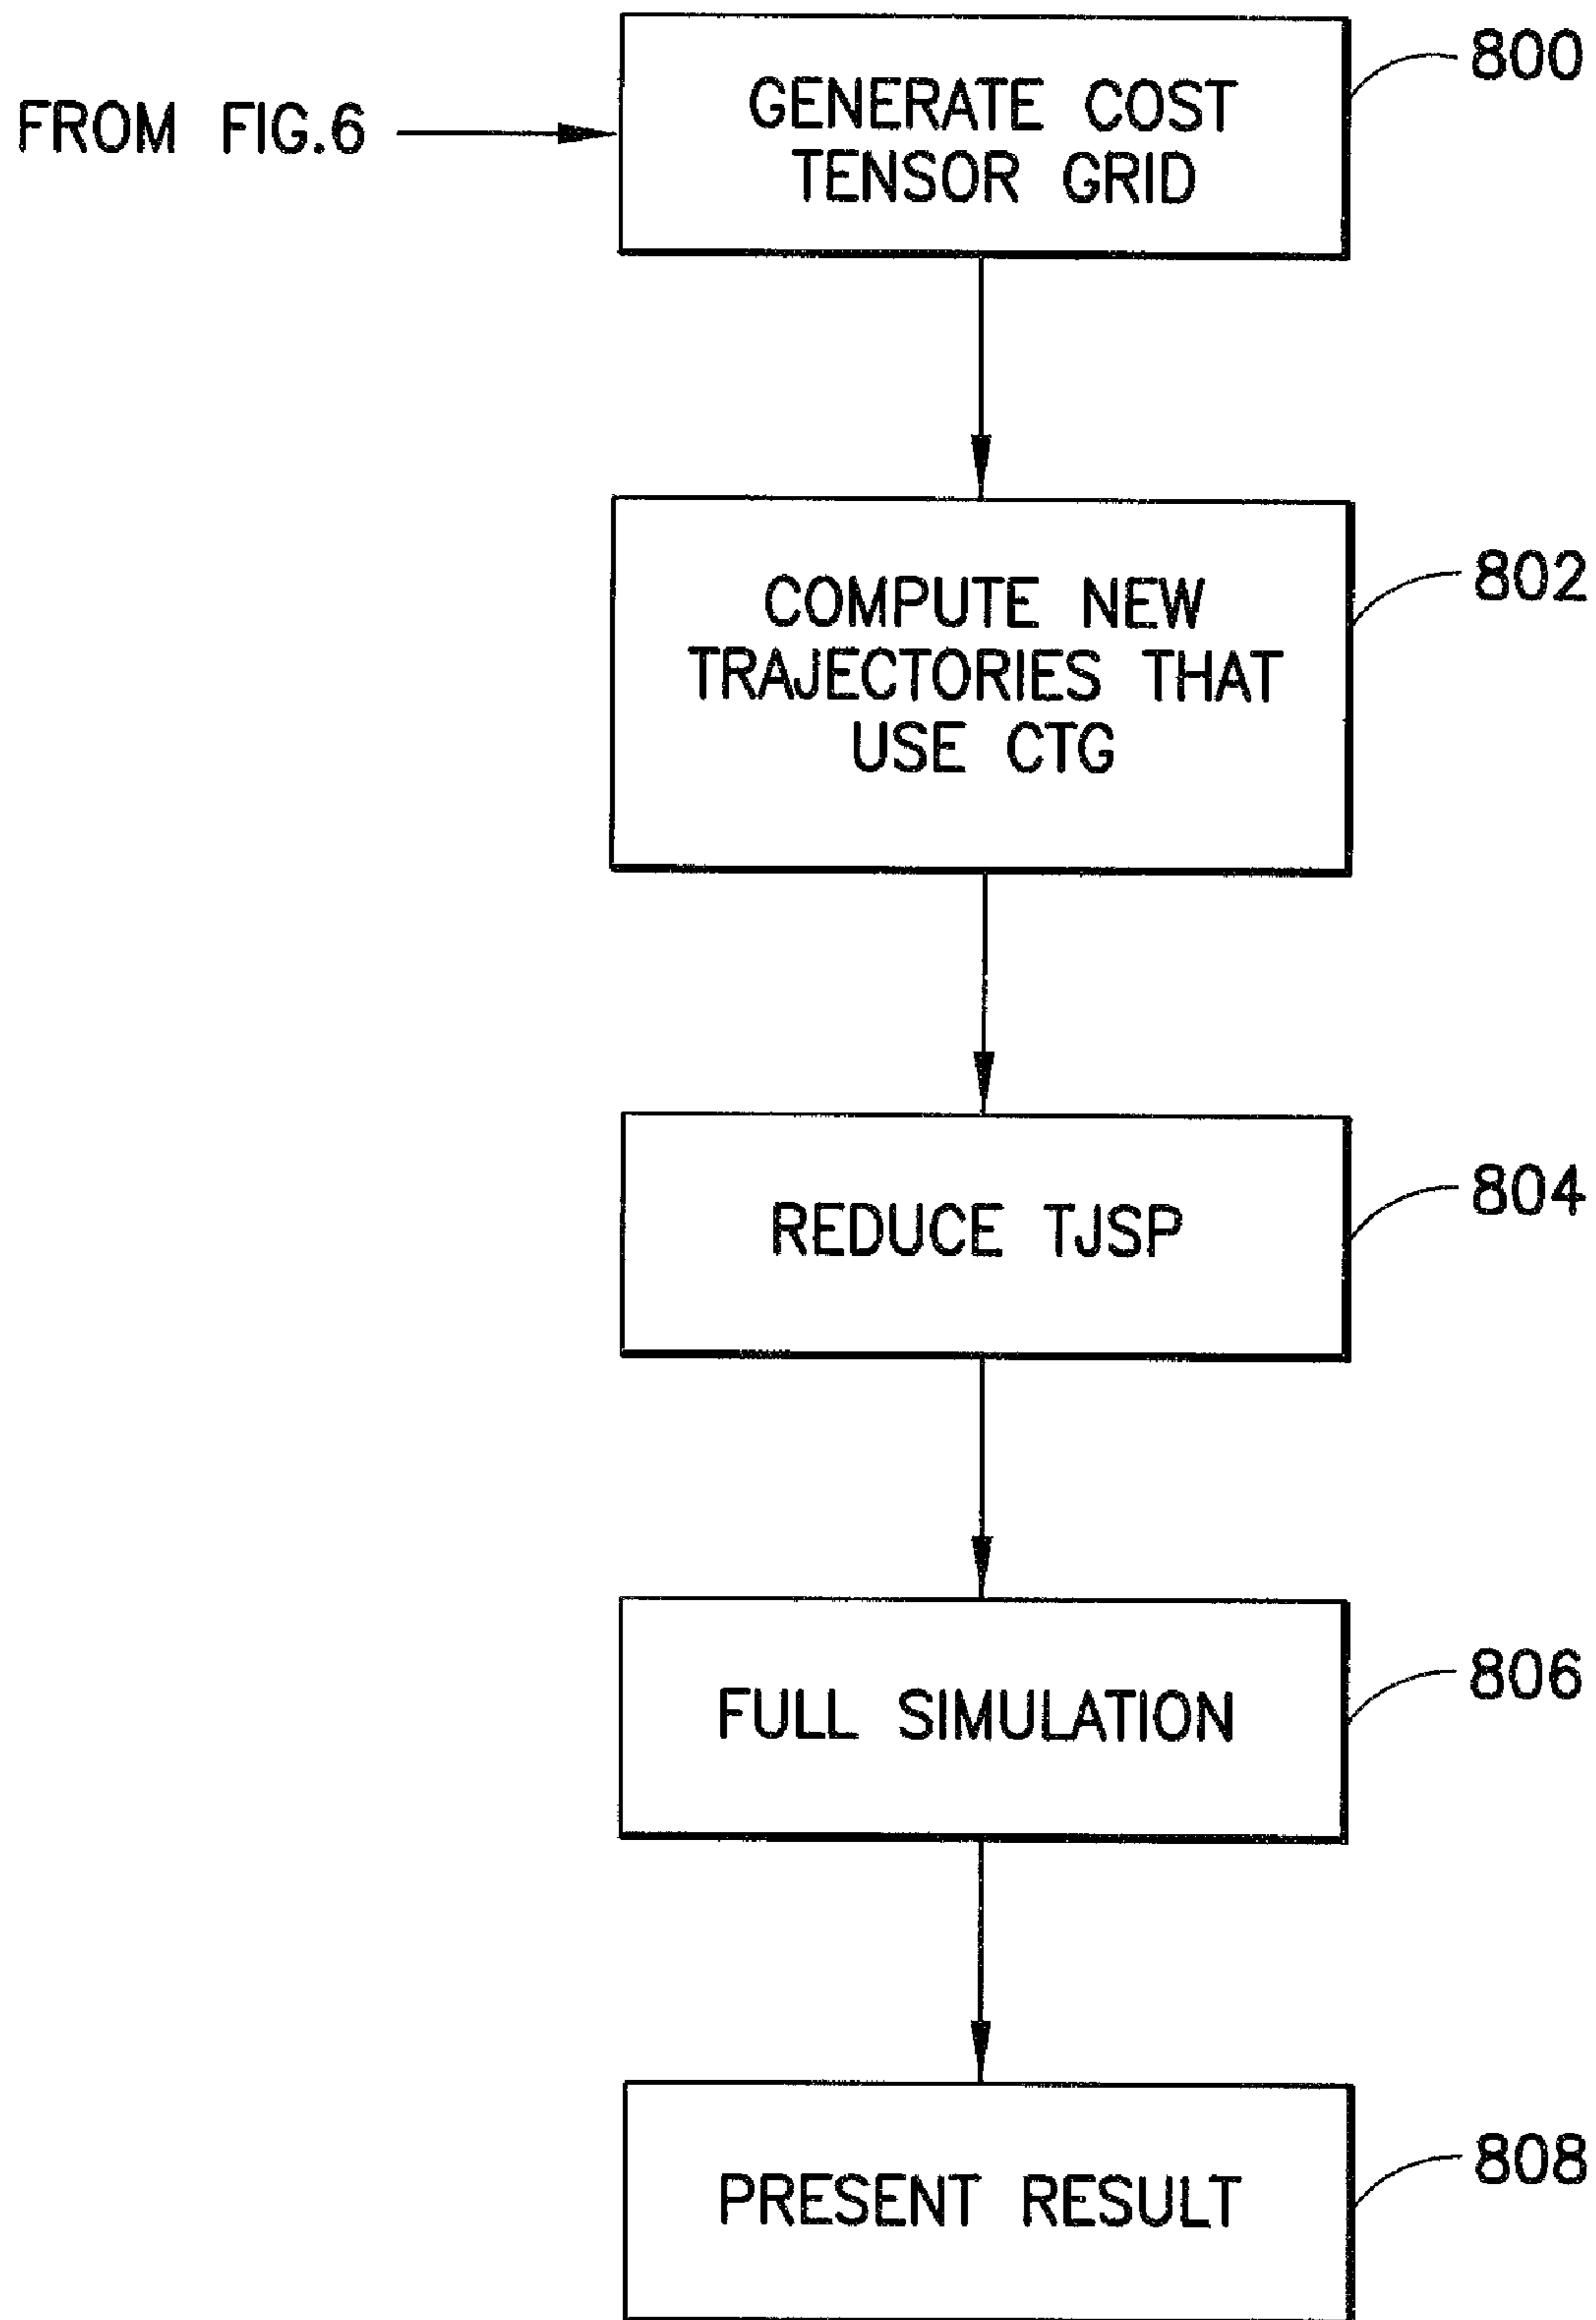 800
FROM FIG.6
GENERATE COST
TENSOR GRID
802
COMPUTE NEW
TRAJECTORIES THAT
USE CTG
804
REDUCE TJSP
806
FULL SIMULATION
808
PRESENT RESULT